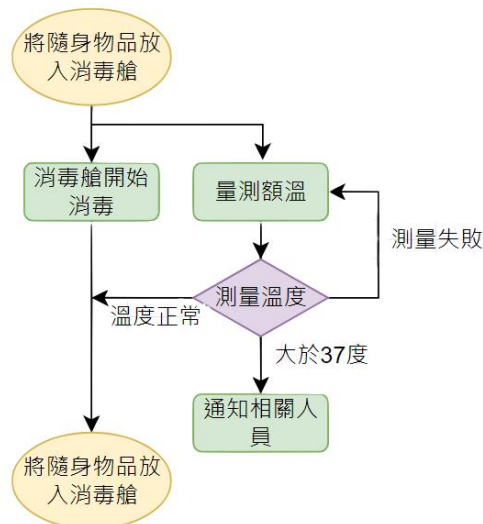 將隨身物品放
入消毒艙
消毒艙開始
消毒
量測額溫
測量失敗
測量溫度
溫度正常
大於37度
通知相關人
員
將隨身物品放
入消毒艙